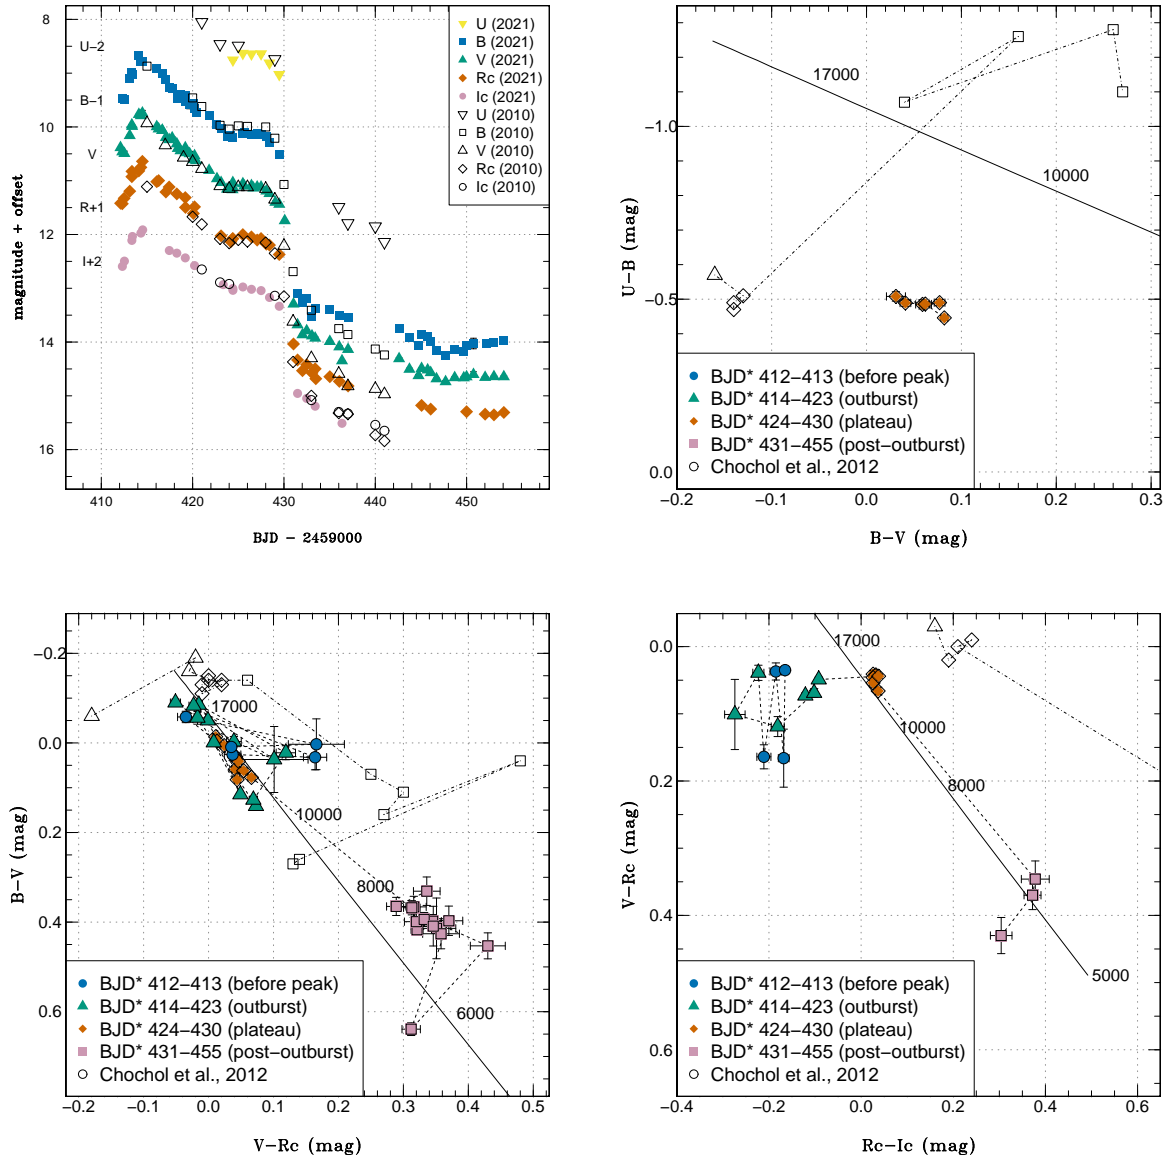 8
10
12
14
16
magnitude + offset
U−2
B−1
V
R+1
I+2
U (2021)
B (2021)
V (2021)
Rc (2021)
Ic (2021)
U (2010)
B (2010)
V (2010)
Rc (2010)
Ic (2010)
410
420
430
440
450
BJD − 2459000
−1.0
−0.5
0.0
U−B (mag)
17000
10000
BJD* 412−413 (before peak)
BJD* 414−423 (outburst)
BJD* 424−430 (plateau)
BJD* 431−455 (post−outburst)
Chochol et al., 2012
−0.2
−0.1
0.0
0.1
0.2
0.3
B−V (mag)
−0.2
0.0
0.2
0.4
0.6
B−V (mag)
17000
10000
8000
6000
BJD* 412−413 (before peak)
BJD* 414−423 (outburst)
BJD* 424−430 (plateau)
BJD* 431−455 (post−outburst)
Chochol et al., 2012
−0.2
−0.1
0.0
0.1
0.2
0.3
0.4
0.5
V−Rc (mag)
0.0
0.2
0.4
0.6
V−Rc (mag)
17000
10000
8000
5000
BJD* 412−413 (before peak)
BJD* 414−423 (outburst)
BJD* 424−430 (plateau)
BJD* 431−455 (post−outburst)
Chochol et al., 2012
−0.4
−0.2
0.0
0.2
0.4
0.6
Rc−Ic (mag)